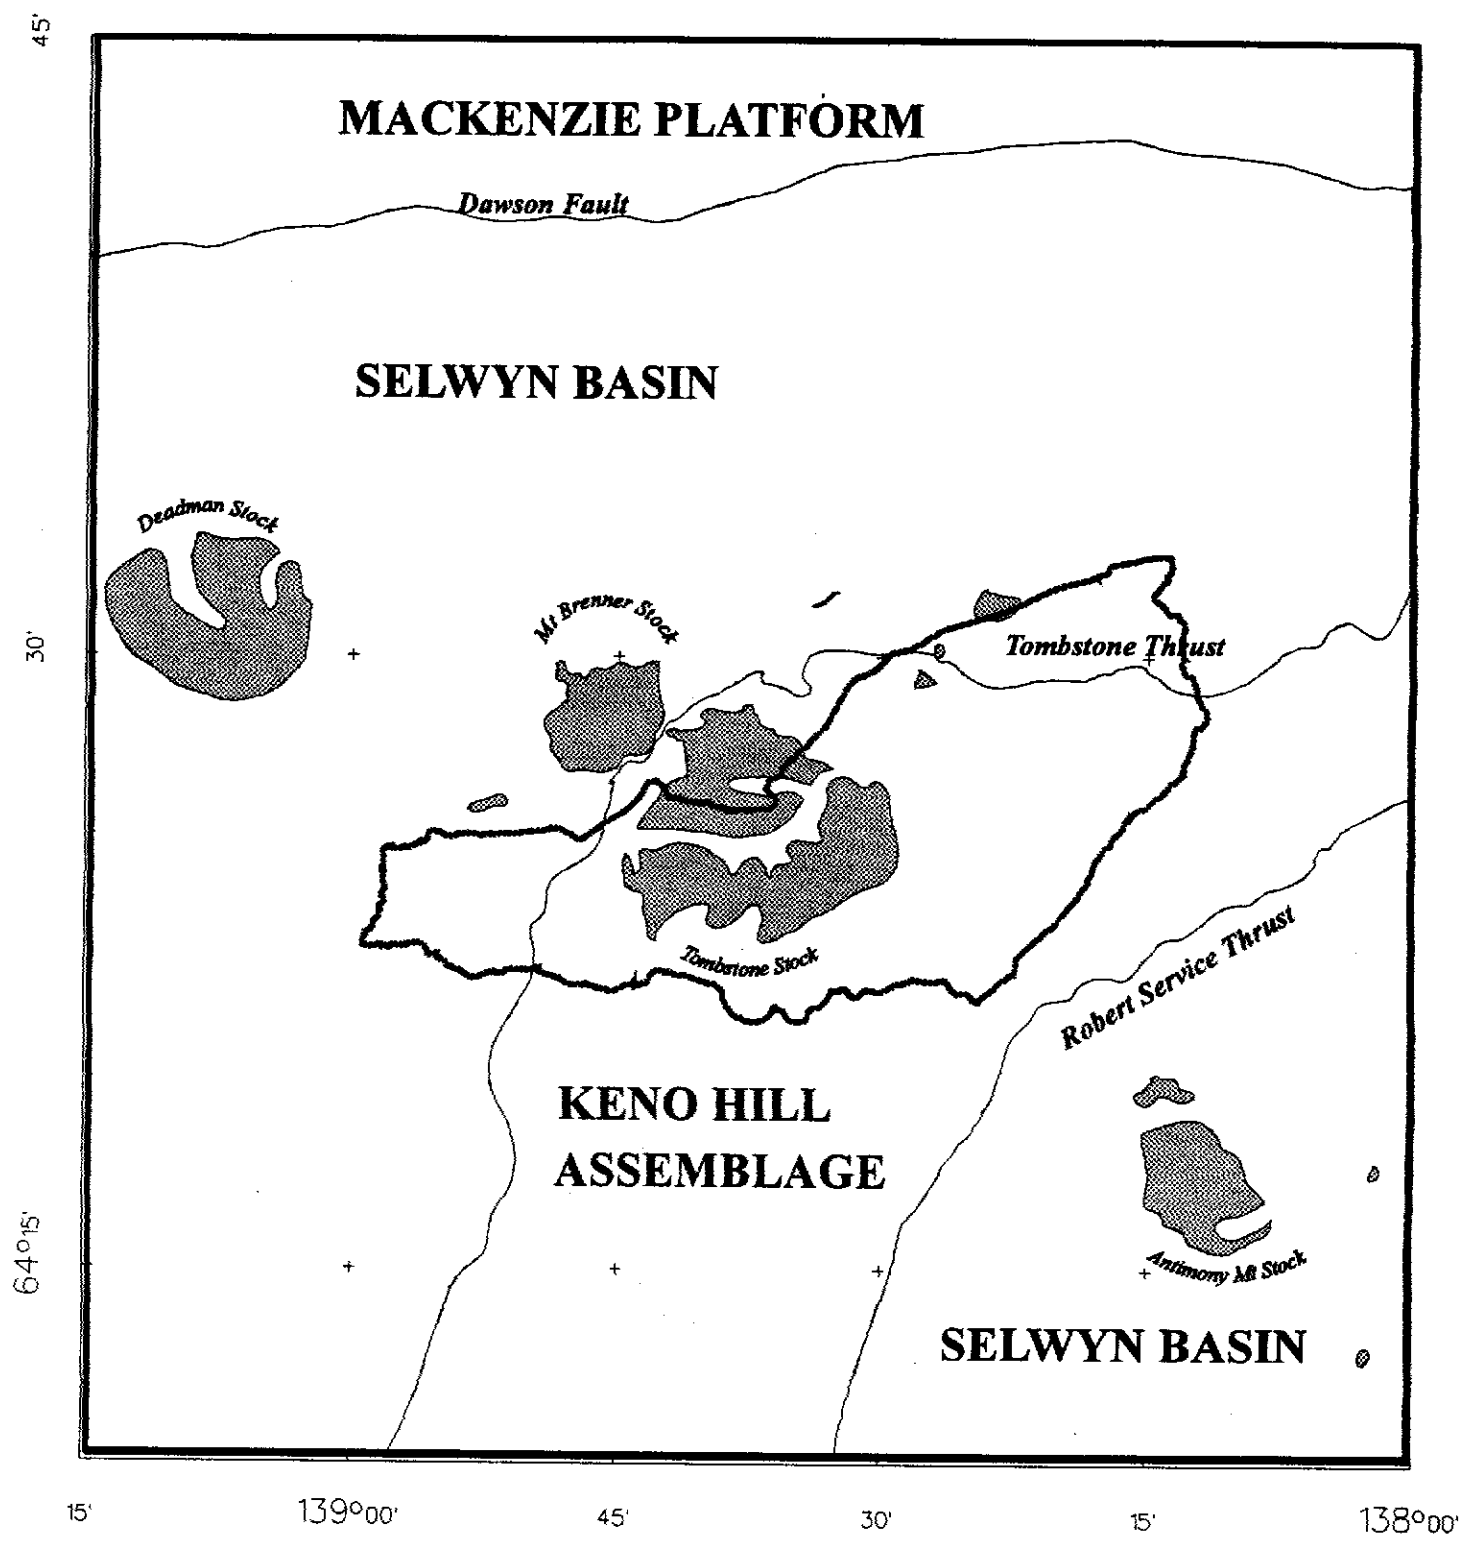 45'
MACKENZIE PLATFORM
Dawson Fault
SELWYN BASIN
Deadman Stock
Mt Brenner Stock
30'
Tombstone Thrust
Tombstone Stock
Robert Service Thrust
KENO HILL
ASSEMBLAGE
64°15'
Antimony Mt Stock
SELWYN BASIN
15'
139°00'
45'
30'
15'
138°00'